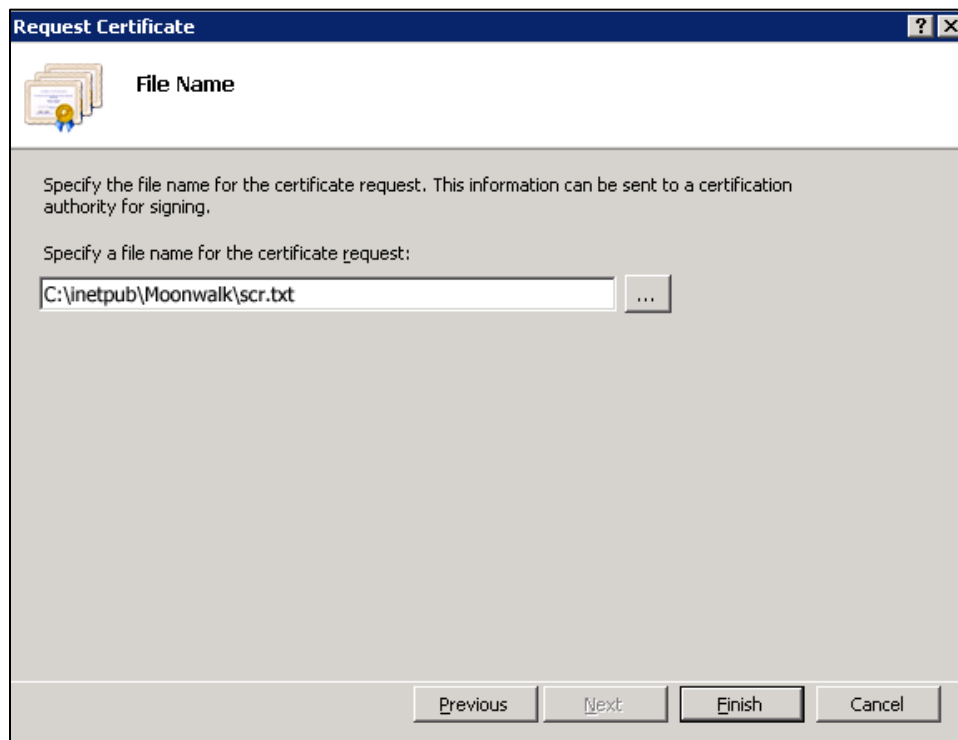 Request Certificate
File Name
Specify the file name for the certificate request. This information can be sent to a certification
authority for signing.
Specify a file name for the certificate request:
C:\inetpub\Moonwalk\scr.txt
...
Previous
Next
Finish
Cancel